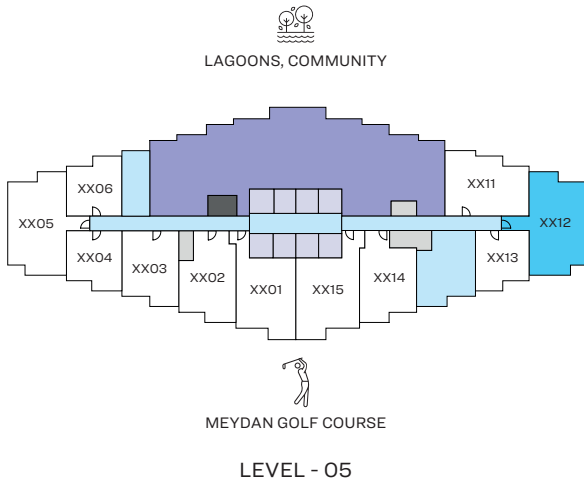 LAGOONS, COMMUNITY
XX06
XX11
XX05
XX12
XX04
XX03
XX02
XX01
XX15
XX14
XX13
MEYDAN GOLF COURSE
LEVEL - 05